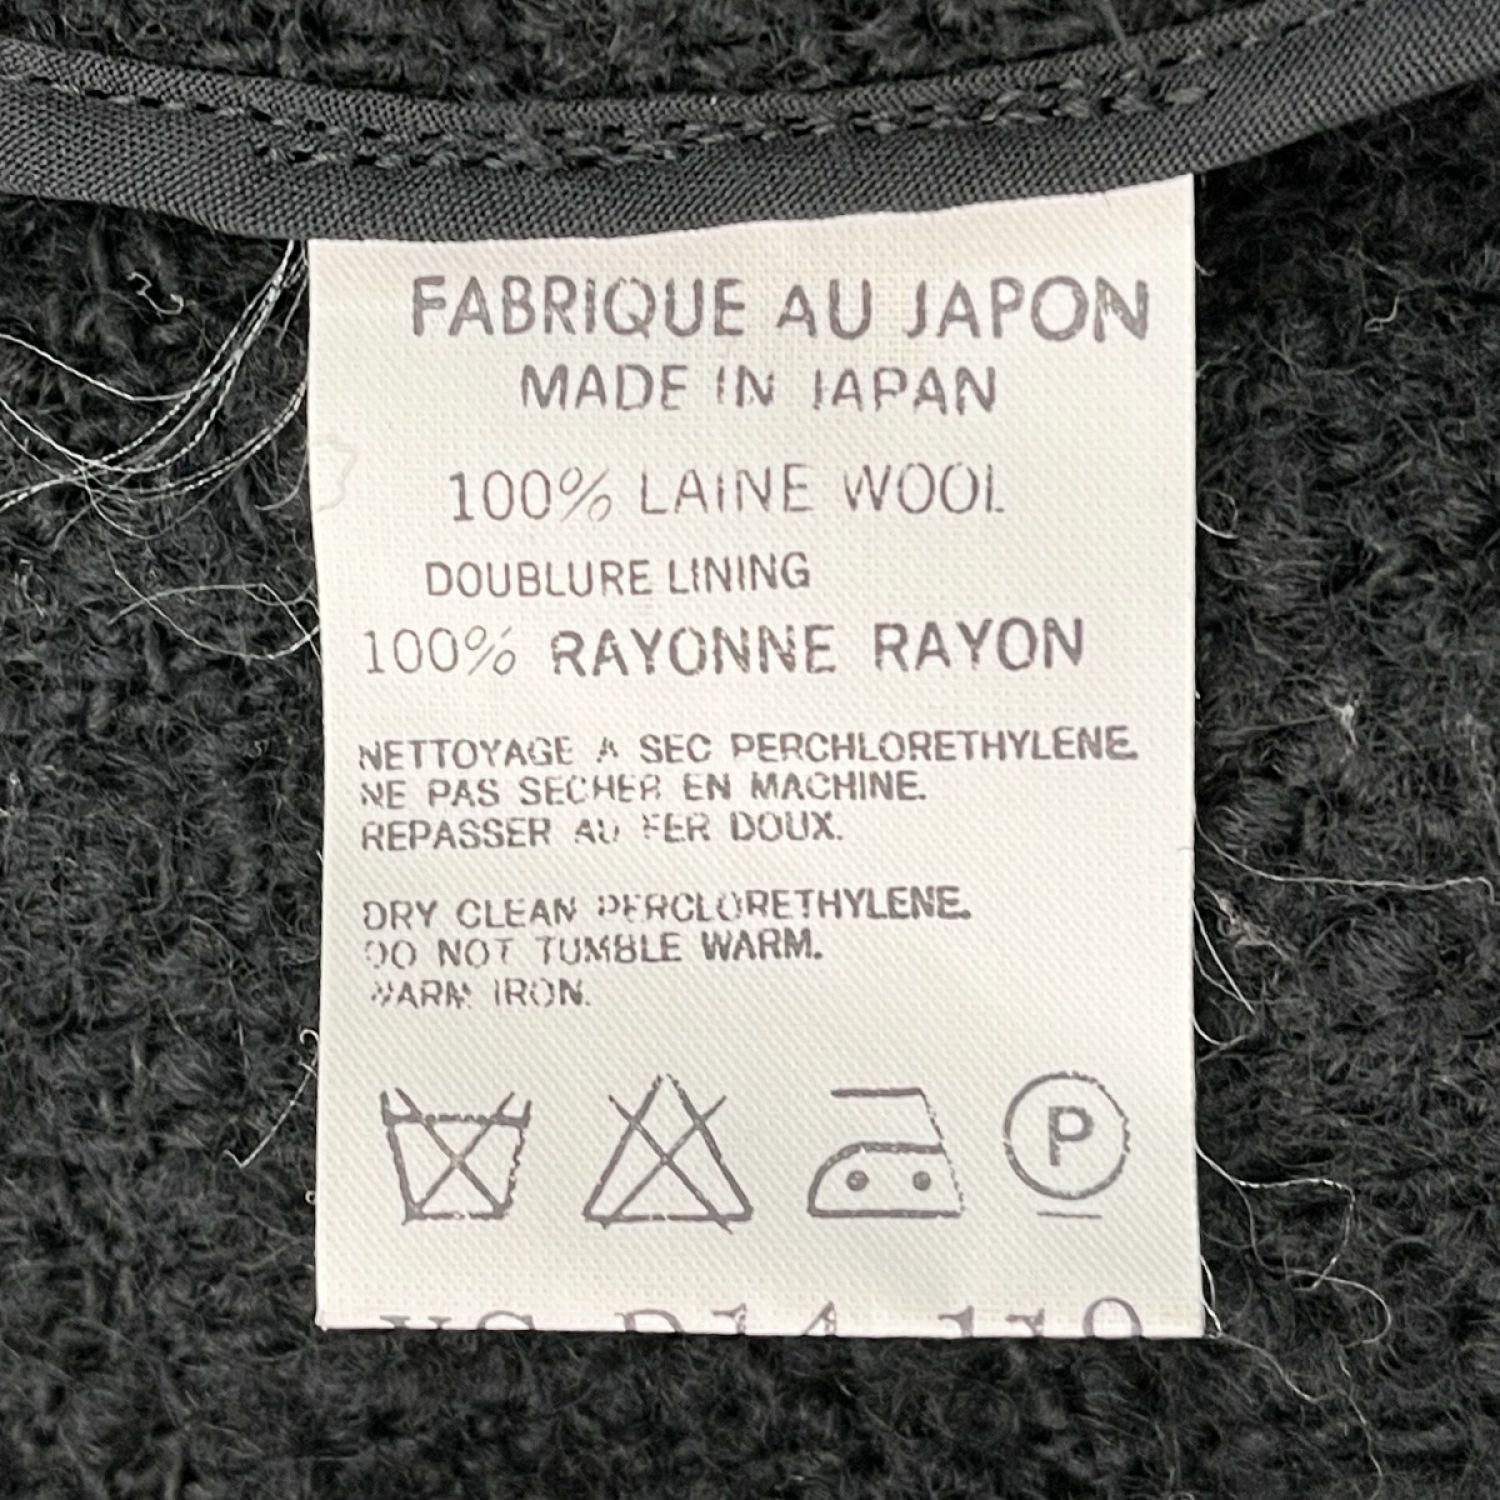 FABRIQUE AU JAPON
MADE IN JAPAN
100% LAINE WOOL
DOUBLURE LINING
100% RAYONNE RAYON
NETTOYAGE A SEC PERCHLORETHYLENE.
NE PAS SECHER EN MACHINE.
REPASSER AU FER DOUX.
DRY CLEAN PERCLORETHYLENE.
DO NOT TUMBLE WARM.
WARM IRON.
P